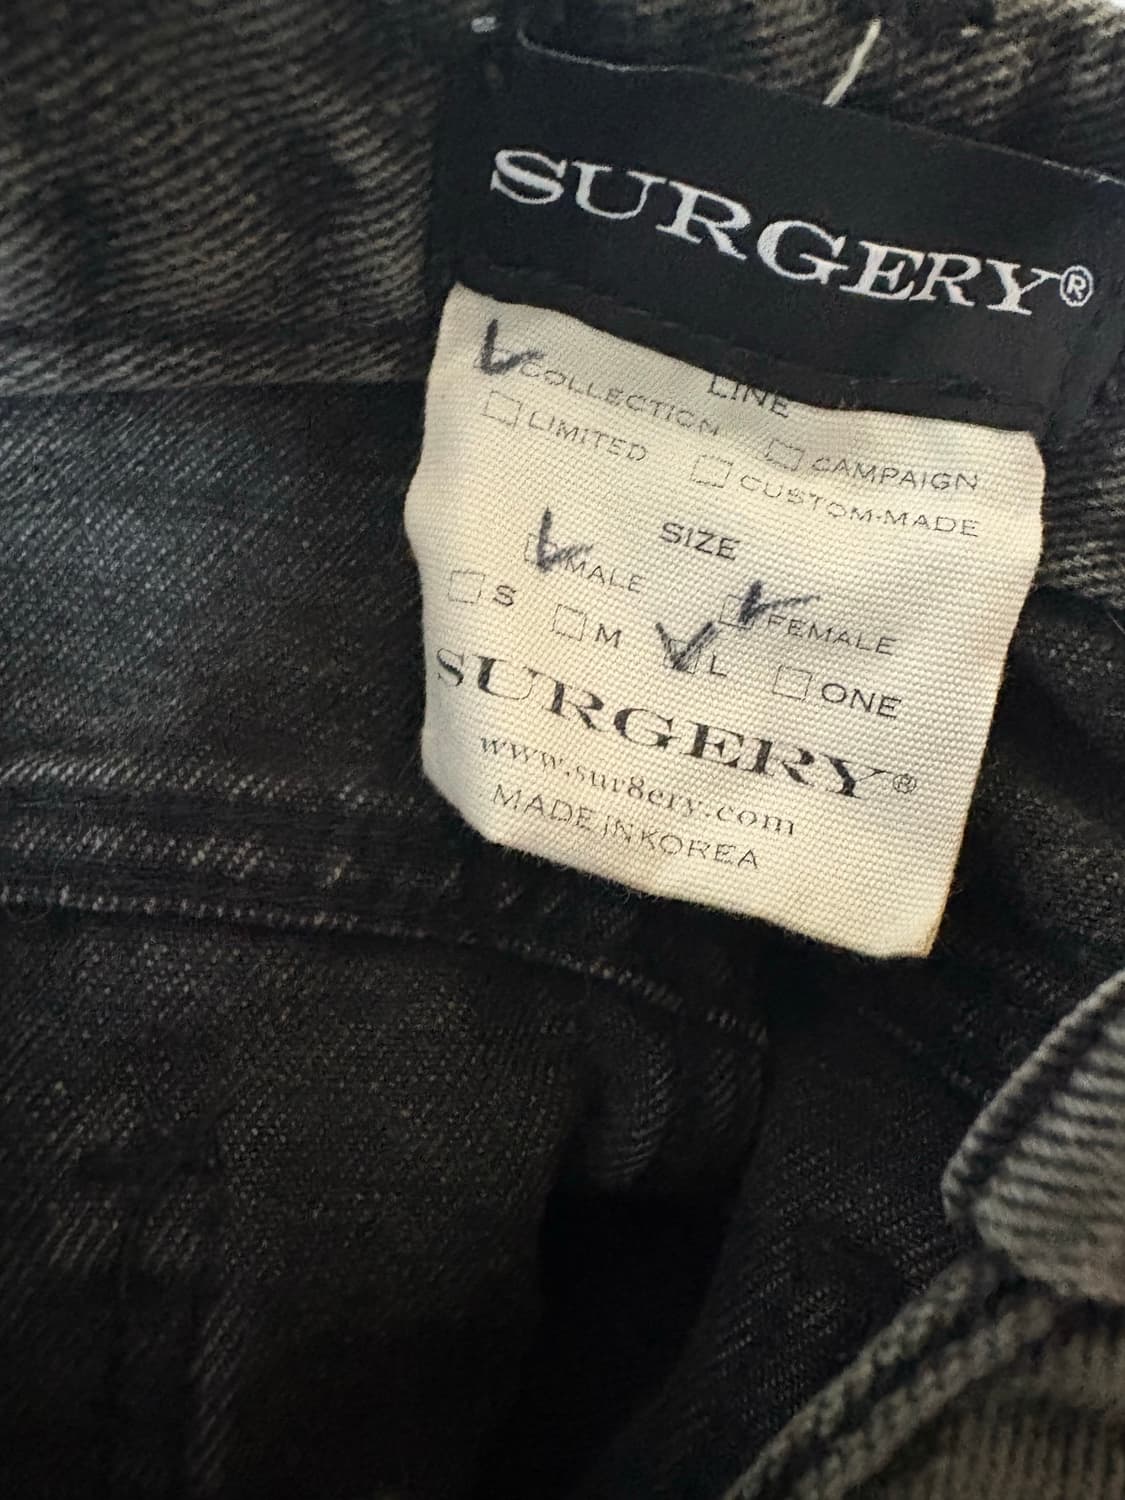 SURGERY®
LINE
COLLECTION CAMPAIGN
LIMITED CUSTOM-MADE
SIZE
MALE FEMALE
S M L ONE
SURGERY®
www.sur8ery.com
MADE IN KOREA